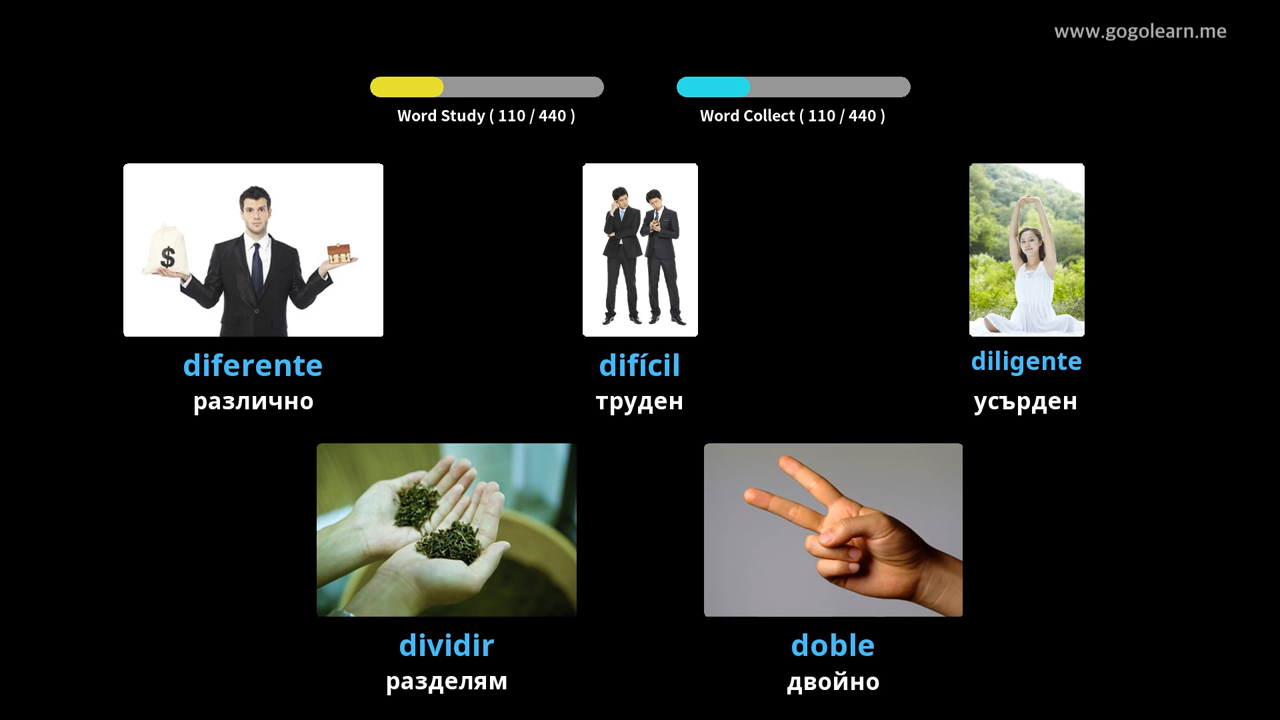 www.gogolearn.me
Word Study ( 110 / 440 )
Word Collect ( 110 / 440 )
$
diferente
различно
difícil
труден
diligente
усърден
dividir
разделям
doble
двойно